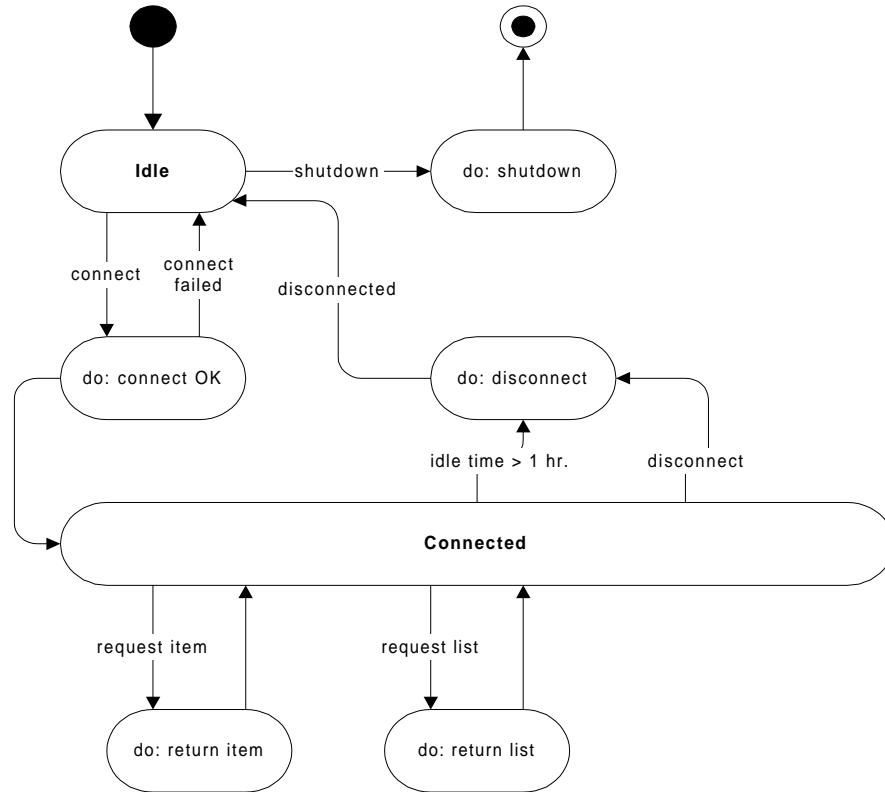 Idle
shutdown
do: shutdown
connect
connect
failed
disconnected
do: connect OK
do: disconnect
idle time > 1 hr.
disconnect
Connected
request item
request list
do: return item
do: return list